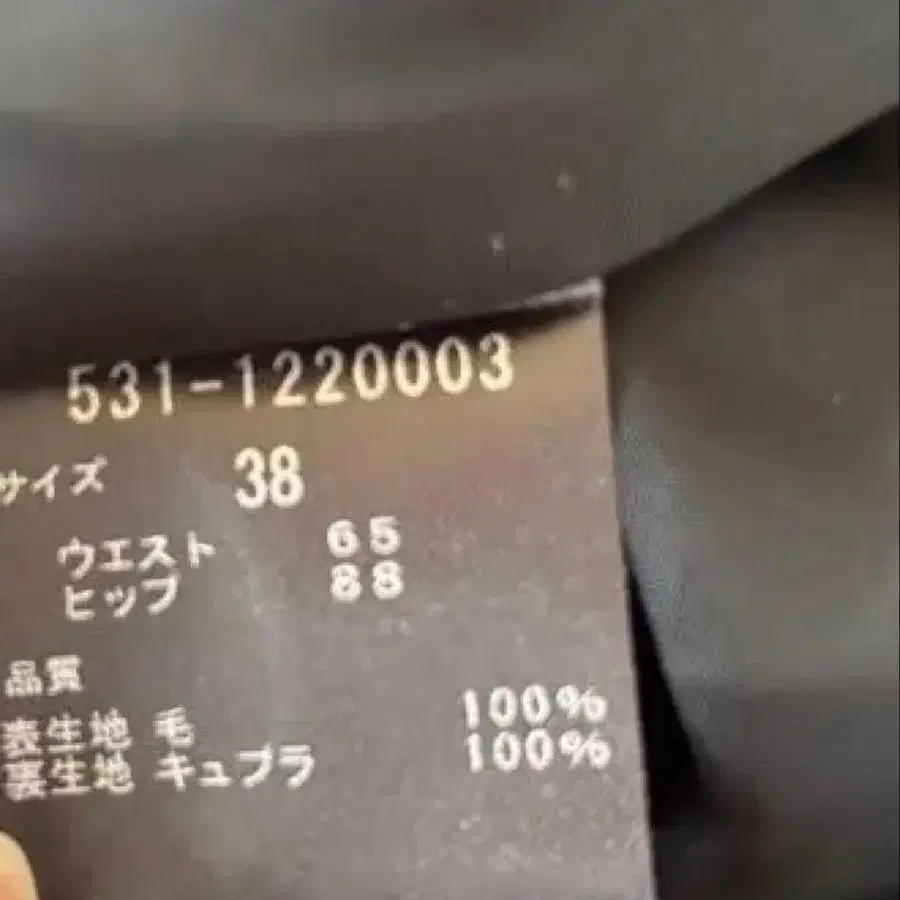 531-1220003
サイズ 38
ウエスト 65
ヒップ 88
品質
表生地 毛 100%
裏生地 キュプラ 100%